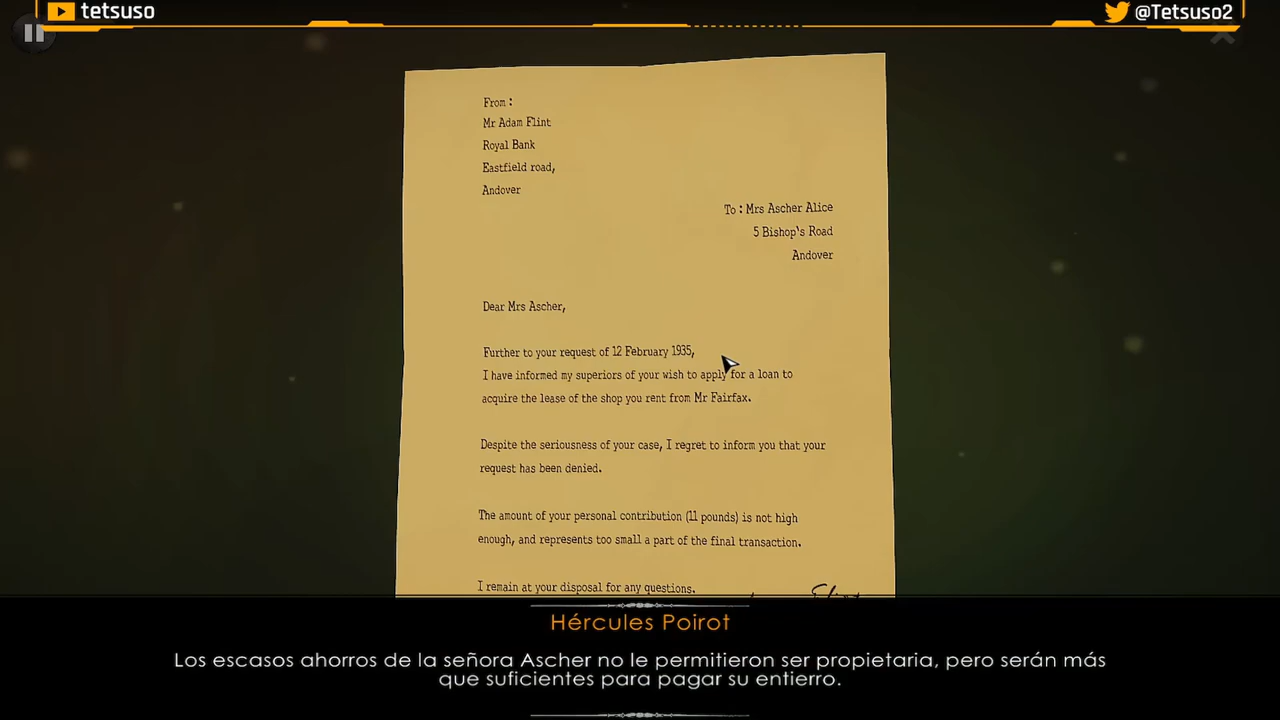 tetsuso
@Tetsuso2
From :
Mr Adam Flint
Royal Bank
Eastfield road,
Andover
To : Mrs Ascher Alice
5 Bishop's Road
Andover
Dear Mrs Ascher,
Further to your request of 12 February 1935,
I have informed my superiors of your wish to apply for a loan to
acquire the lease of the shop you rent from Mr Fairfax.
Despite the seriousness of your case, I regret to inform you that your
request has been denied.
The amount of your personal contribution (11 pounds) is not high
enough, and represents too small a part of the final transaction.
I remain at your disposal for any questions.
Hércules Poirot
Los escasos ahorros de la señora Ascher no le permitieron ser propietaria, pero serán más
que suficientes para pagar su entierro.